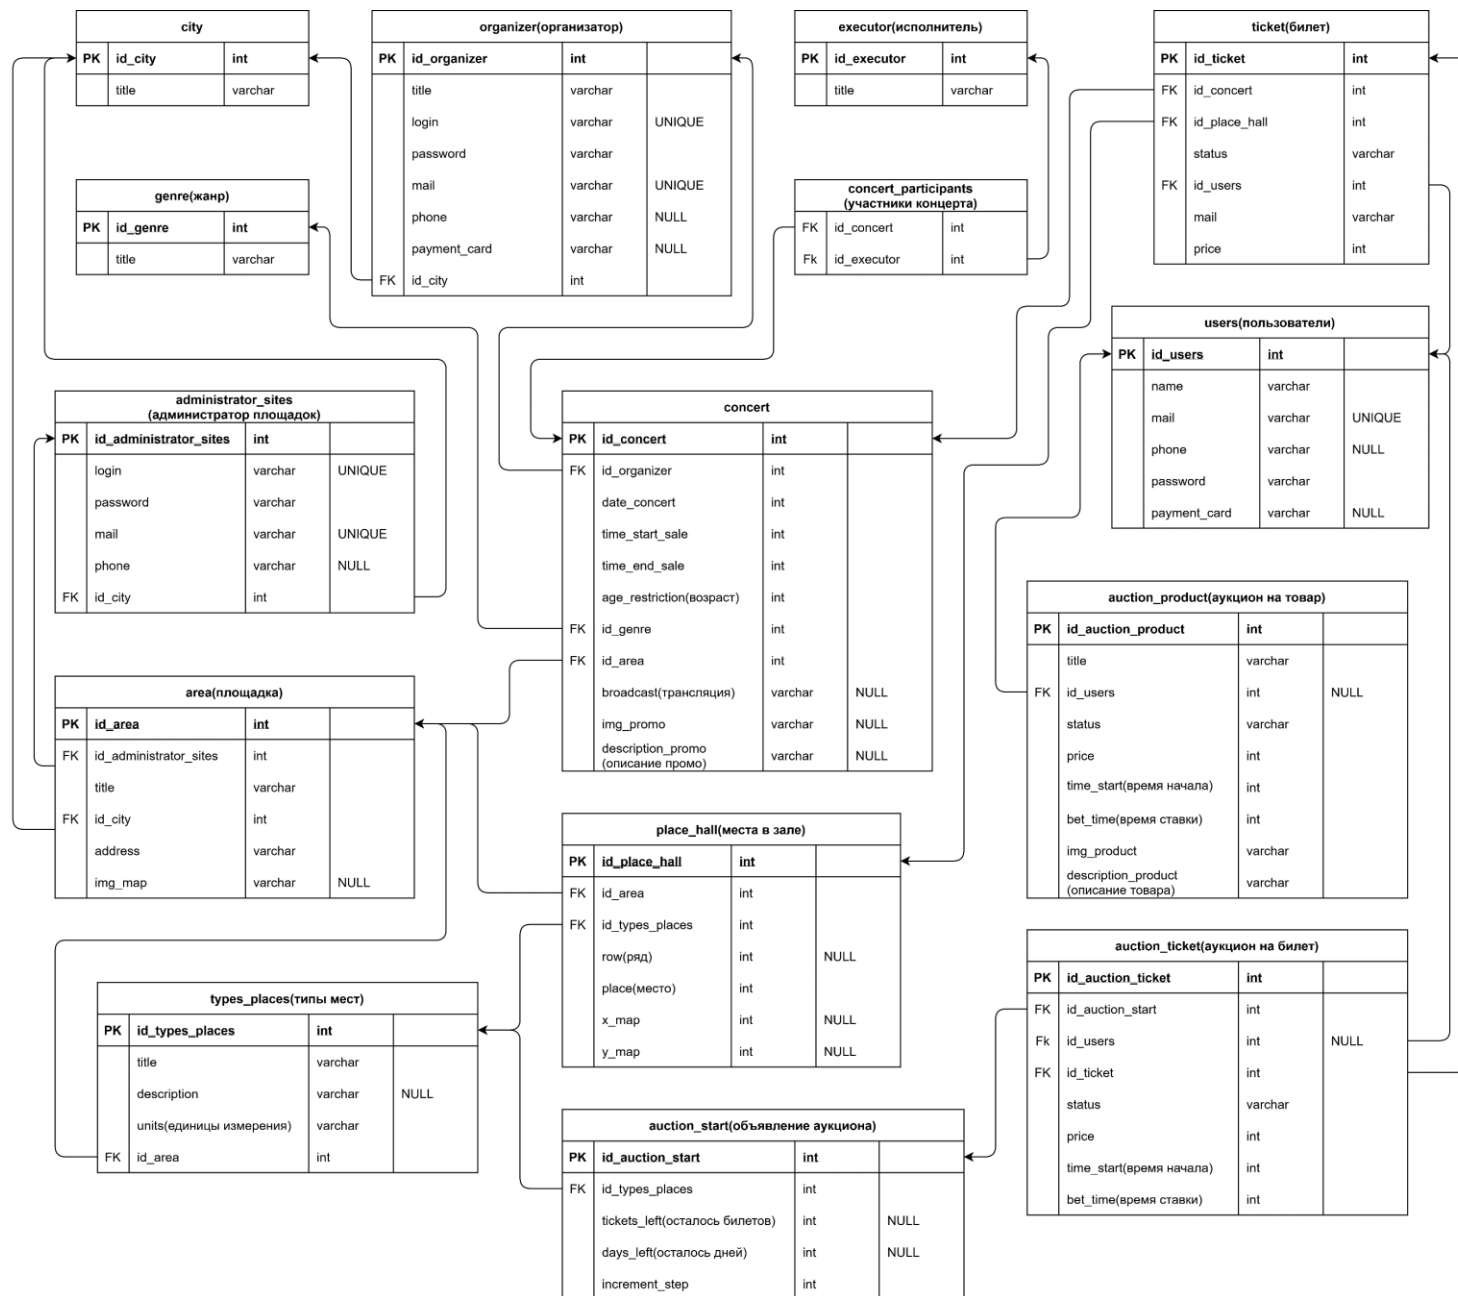 city
PK id_city int
title varchar
organizer(организатор)
PK id_organizer int
title varchar
login varchar UNIQUE
password varchar
mail varchar UNIQUE
phone varchar NULL
payment_card varchar NULL
FK id_city int
executor(исполнитель)
PK id_executor int
title varchar
ticket(билет)
PK id_ticket int
FK id_concert int
FK id_place_hall int
status varchar
FK id_users int
mail varchar
price int
genre(жанр)
PK id_genre int
title varchar
concert_participants
(участники концерта)
FK id_concert int
Fk id_executor int
users(пользователи)
PK id_users int
name varchar
mail varchar UNIQUE
phone varchar NULL
password varchar
payment_card varchar NULL
administrator_sites
(администратор площадок)
PK id_administrator_sites int
login varchar UNIQUE
password varchar
mail varchar UNIQUE
phone varchar NULL
FK id_city int
concert
PK id_concert int
FK id_organizer int
date_concert int
time_start_sale int
time_end_sale int
age_restriction(возраст) int
FK id_genre int
FK id_area int
broadcast(трансляция) varchar NULL
img_promo varchar NULL
description_promo
(описание промо) varchar NULL
auction_product(аукцион на товар)
PK id_auction_product int
title varchar
FK id_users int NULL
status varchar
price int
time_start(время начала) int
bet_time(время ставки) int
img_product varchar
description_product
(описание товара) varchar
area(площадка)
PK id_area int
FK id_administrator_sites int
title varchar
FK id_city int
address varchar
img_map varchar NULL
place_hall(места в зале)
PK id_place_hall int
FK id_area int
FK id_types_places int
row(ряд) int NULL
place(место) int
x_map int NULL
y_map int NULL
auction_ticket(аукцион на билет)
PK id_auction_ticket int
FK id_auction_start int
Fk id_users int NULL
FK id_ticket int
status varchar
price int
time_start(время начала) int
bet_time(время ставки) int
types_places(типы мест)
PK id_types_places int
title varchar
description varchar NULL
units(единицы измерения) varchar
FK id_area int
auction_start(объявление аукциона)
PK id_auction_start int
FK id_types_places int
tickets_left(осталось билетов) int NULL
days_left(осталось дней) int NULL
increment_step int